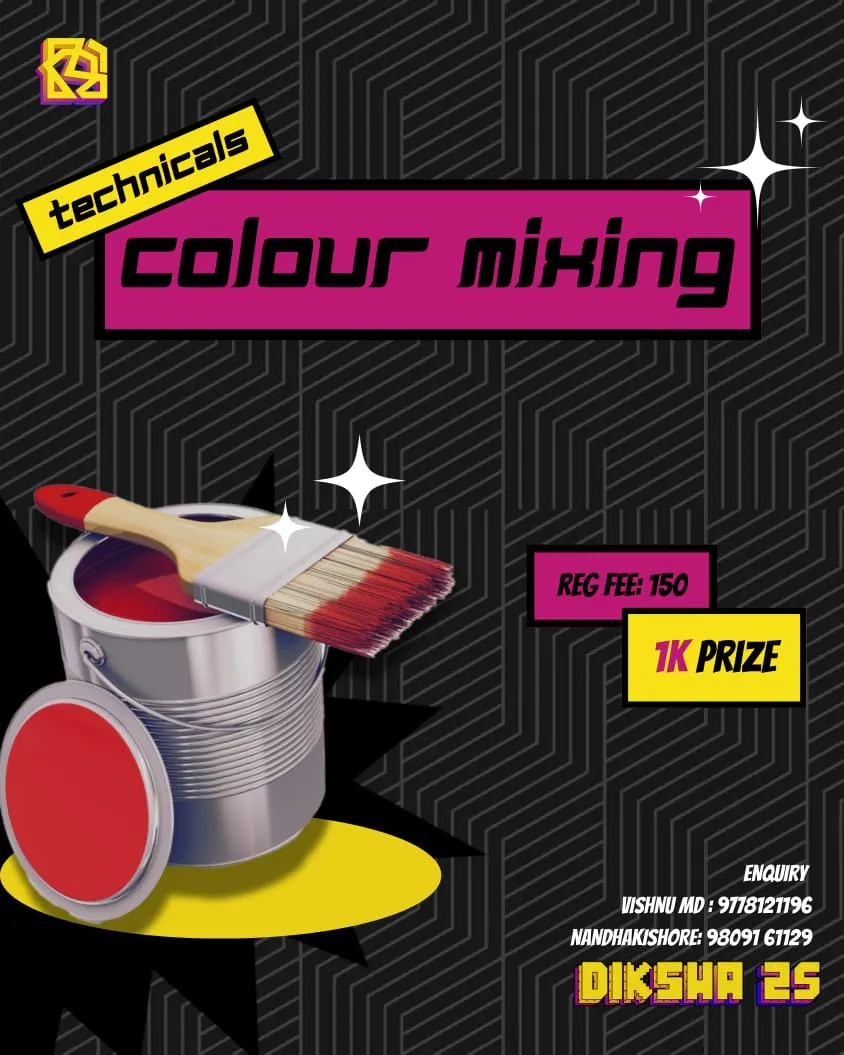 technicals
colour mixing
REG FEE: 150
1K PRIZE
ENQUIRY
VISHNU MD : 9778121196
NANDHAKISHORE: 98091 61129
DIKSHA 25